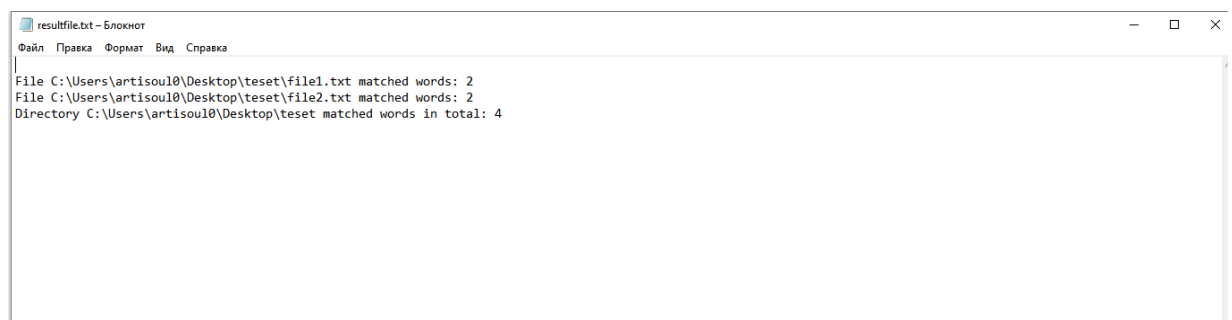 resultfile.txt – Блокнот
Файл Правка Формат Вид Справка
File C:\Users\artisoul0\Desktop\teset\file1.txt matched words: 2
File C:\Users\artisoul0\Desktop\teset\file2.txt matched words: 2
Directory C:\Users\artisoul0\Desktop\teset matched words in total: 4